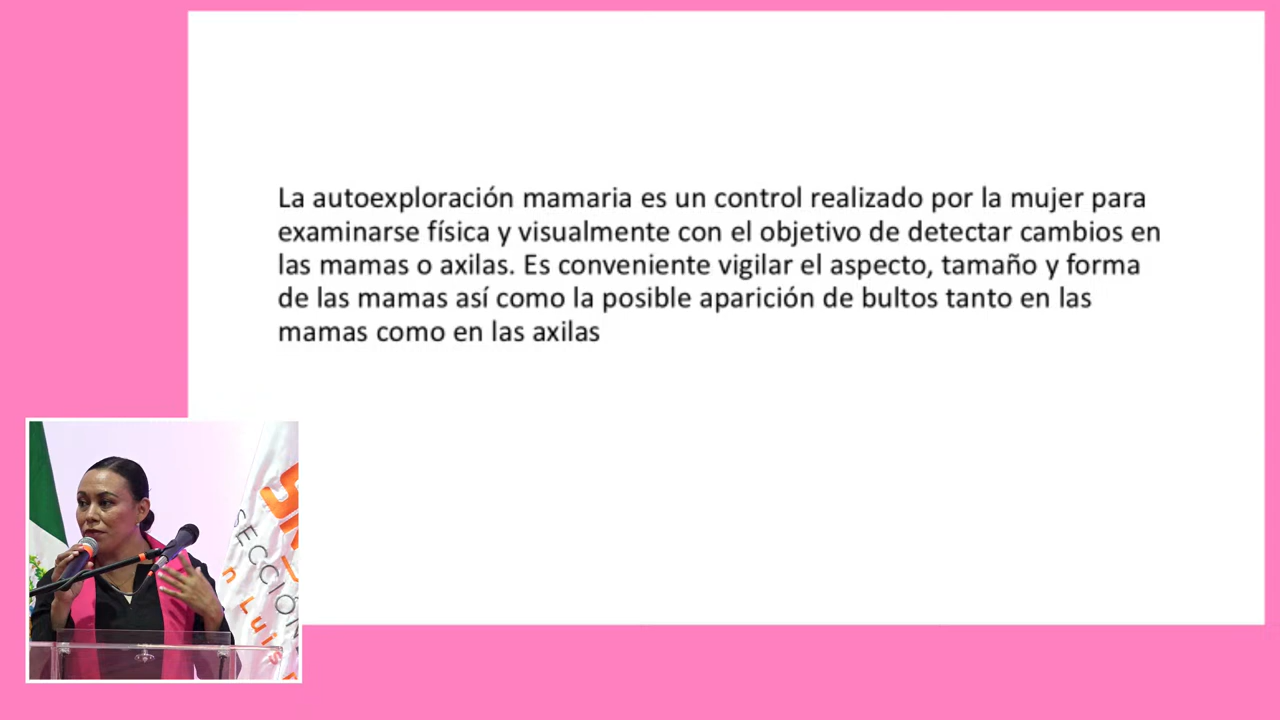 La autoexploración mamaria es un control realizado por la mujer para
examinarse física y visualmente con el objetivo de detectar cambios en
las mamas o axilas. Es conveniente vigilar el aspecto, tamaño y forma
de las mamas así como la posible aparición de bultos tanto en las
mamas como en las axilas
SECCIÓN
Luis